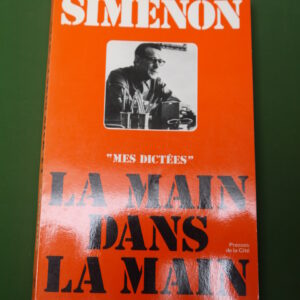 SIMENON
"MES DICTÉES"
LA MAIN
DANS
LA MAIN
Presses
de la Cité